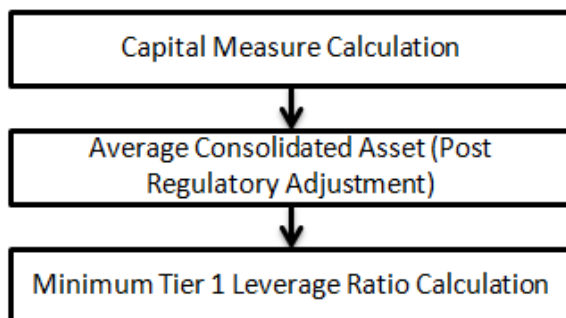 Capital Measure Calculation
Average Consolidated Asset (Post
Regulatory Adjustment)
Minimum Tier 1 Leverage Ratio Calculation